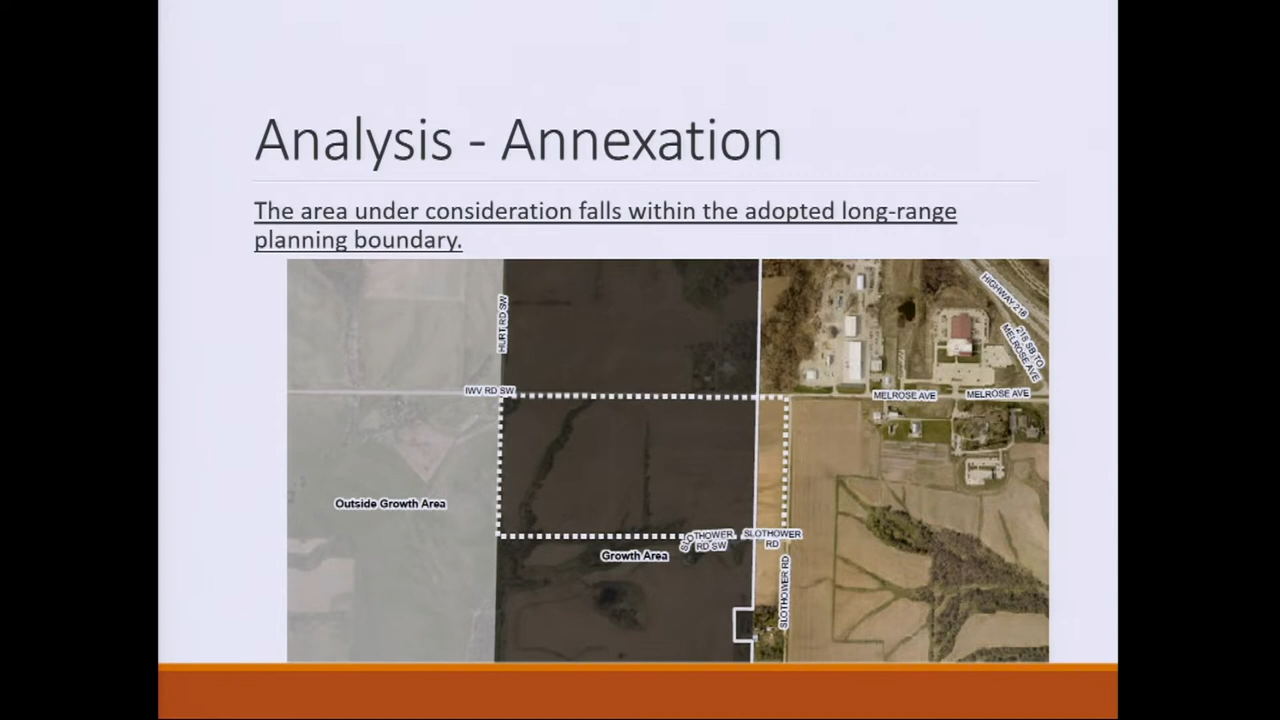 Analysis - Annexation
The area under consideration falls within the adopted long-range
planning boundary.
HIGHWAY 218
HURT RD SW
218 SB TO
MELROSE AVE
IWV RD SW
MELROSE AVE
MELROSE AVE
Outside Growth Area
SLOTHOWER
RD SW
SLOTHOWER
RD
Growth Area
SLOTHOWER RD